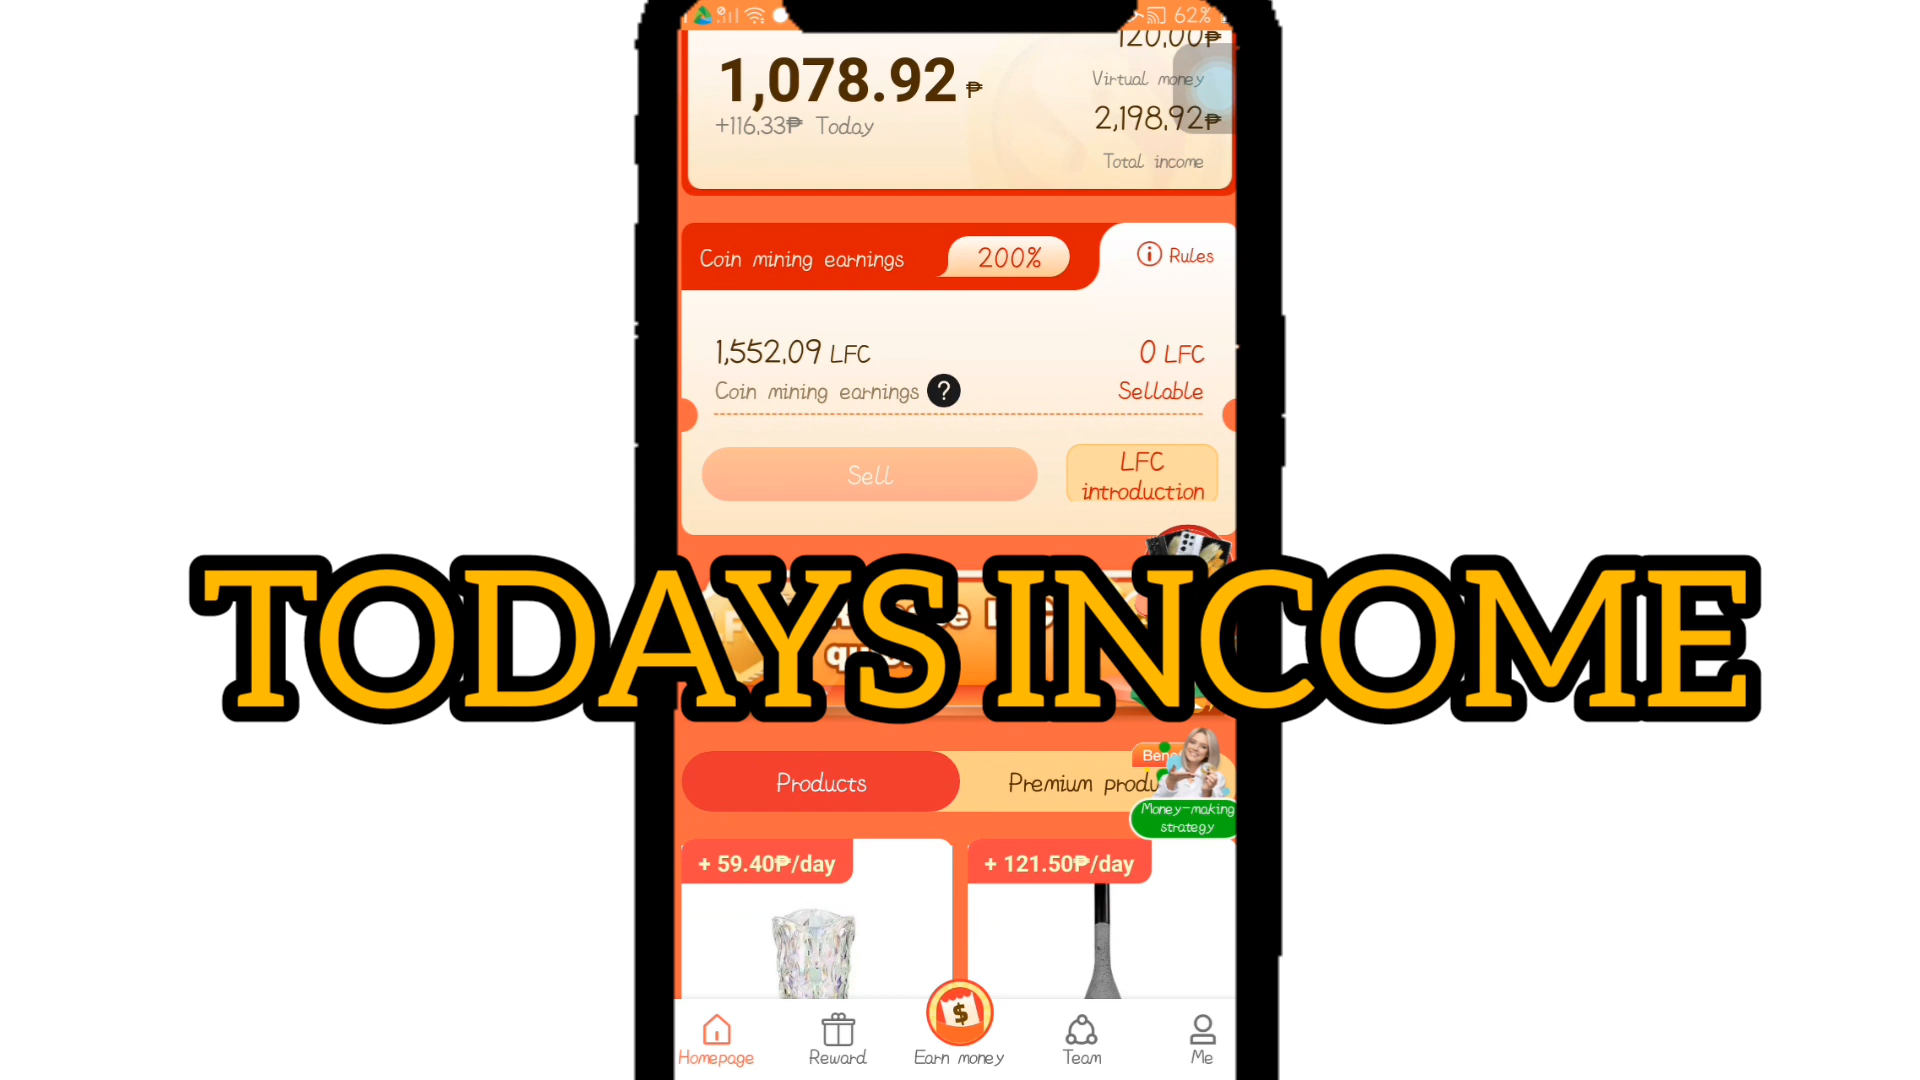 62%
120.00₱
1,078.92 ₱
Virtual money
+116.33₱ Today
2,198.92₱
Total income
Coin mining earnings
200%
Rules
1,552.09 LFC
0 LFC
Coin mining earnings ?
Sellable
Sell
LFC
introduction
TODAYS INCOME
Products
Premium produ
Money-making
strategy
+ 59.40₱/day
+ 121.50₱/day
$
Homepage
Reward
Earn money
Team
Me